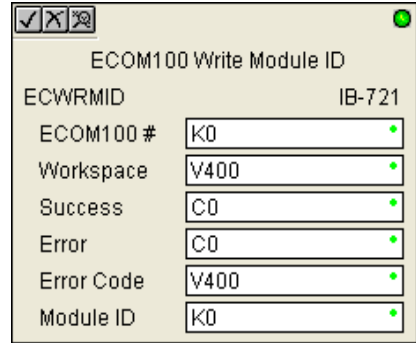 ECOM100 Write Module ID
ECWRMID IB-721
ECOM100 # K0
Workspace V400
Success C0
Error C0
Error Code V400
Module ID K0